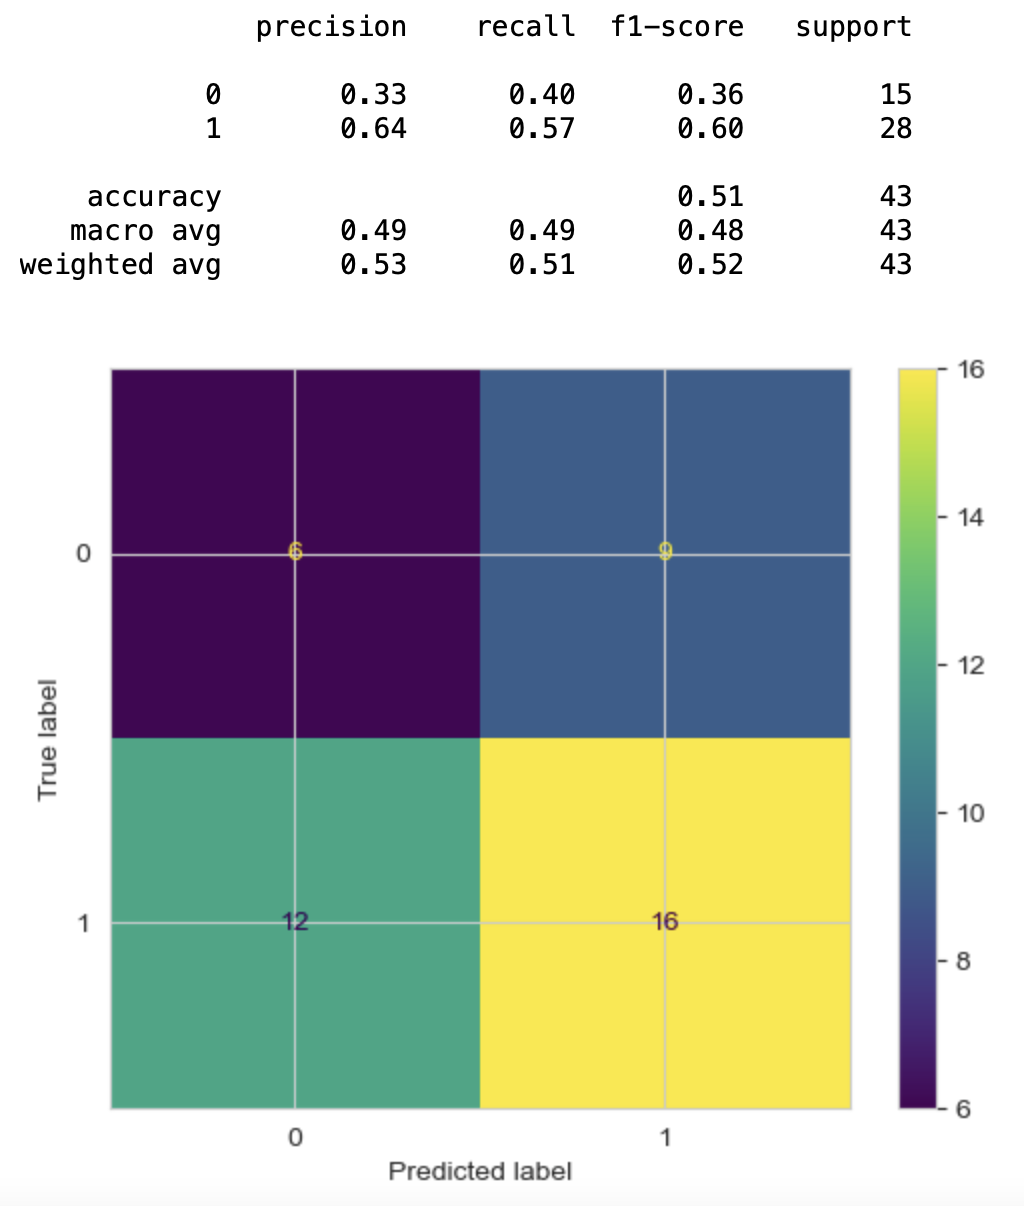 precision recall f1-score support
0 0.33 0.40 0.36 15
1 0.64 0.57 0.60 28
accuracy 0.51 43
macro avg 0.49 0.49 0.48 43
weighted avg 0.53 0.51 0.52 43
16
14
12
10
8
6
True label
0
6 9
1
12 16
0 1
Predicted label